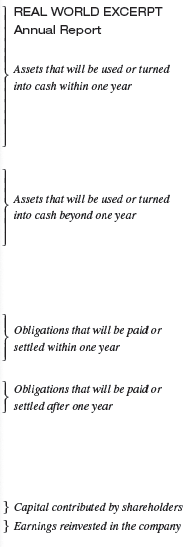 REAL WORLD EXCERPT
Annual Report
Assets that will be used or turned
into cash within one year
Assets that will be used or turned
into cash beyond one year
Obligations that will be paid or
settled within one year
Obligations that will be paid or
settled after one year
Capital contributed by shareholders
Earnings reinvested in the company